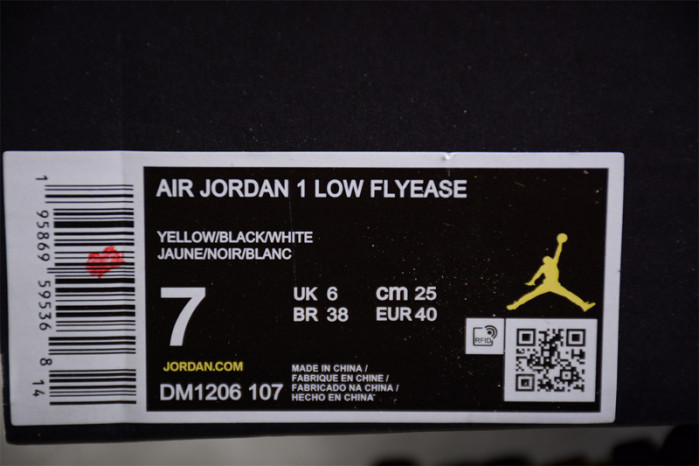 AIR JORDAN 1 LOW FLYEASE
YELLOW/BLACK/WHITE
JAUNE/NOIR/BLANC
7
UK 6 cm 25
BR 38 EUR 40
JORDAN.COM
DM1206 107
MADE IN CHINA /
FABRIQUE EN CHINE /
FABRICADO NA CHINA /
HECHO EN CHINA
RFID
1 95869 59536 8 14